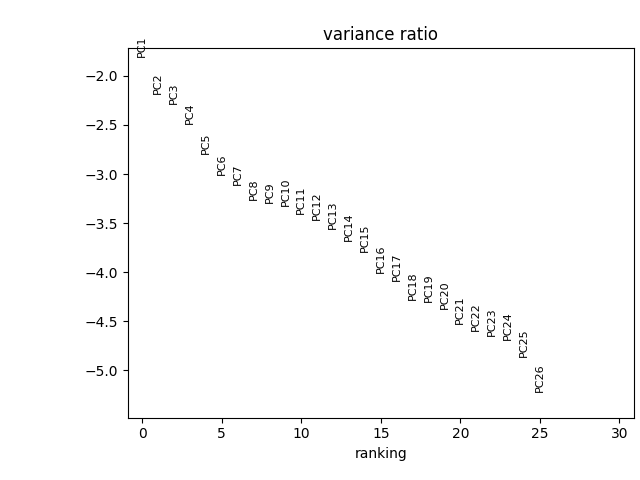 variance ratio
−2.0
−2.5
−3.0
−3.5
−4.0
−4.5
−5.0
PC1
PC2
PC3
PC4
PC5
PC6
PC7
PC8
PC9
PC10
PC11
PC12
PC13
PC14
PC15
PC16
PC17
PC18
PC19
PC20
PC21
PC22
PC23
PC24
PC25
PC26
0 5 10 15 20 25 30
ranking